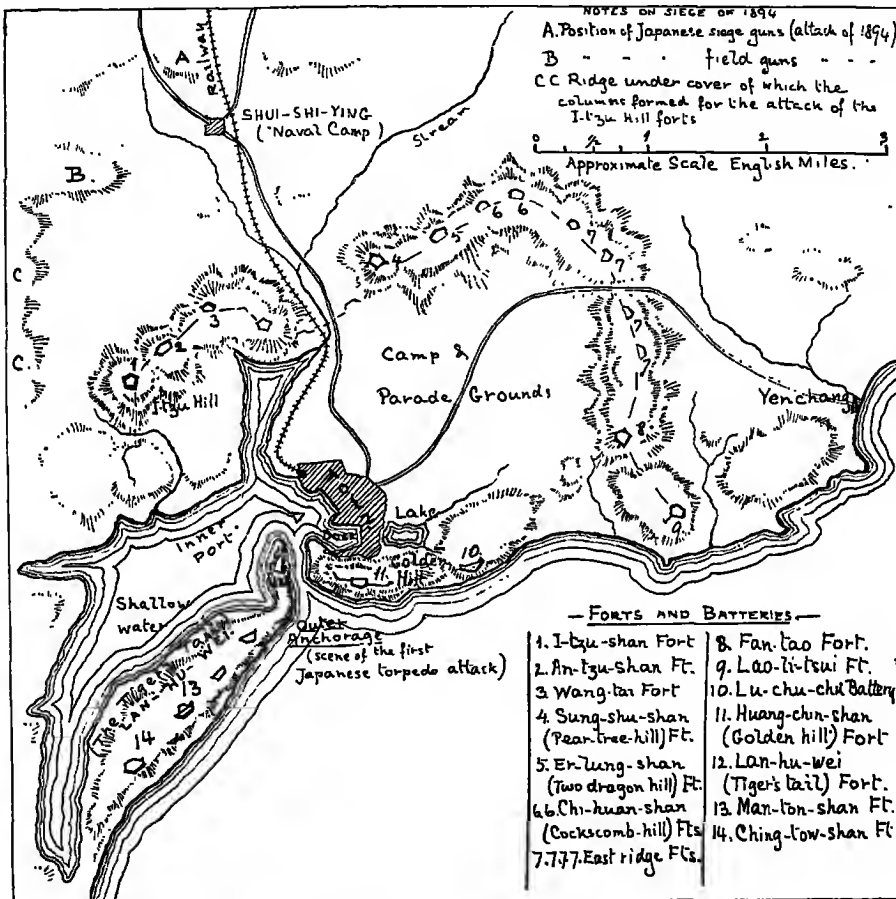 NOTES ON SIEGE OF 1894
A. Position of Japanese siege guns (attack of 1894)
B " - - field guns " - -
C C Ridge under cover of which the
columns formed for the attack of the
I-tzu Hill forts
0 1/2 1 2 3
Approximate Scale English Miles.
A
Railway
SHUI-SHI-YING
("Naval Camp)
Stream
B.
C
C.
1
2
3
I-tzu Hill
4
5
6
6
7
7
7
7
8
9
Camp &
Parade Grounds
Yenchang
Lake
10
Golden
Hill
11
Inner
Port.
Shallow
water
The Tiger's Tail
LAN-HU-WEI
13
14
Outer
Anchorage
(scene of the first
Japanese torpedo attack)
— FORTS AND BATTERIES —
1. I-tzu-shan Fort
2. An-tzu-shan Ft.
3 Wang-tai Fort
4. Sung-shu-shan
(Pear-tree-hill) Ft.
5. Er-lung-shan
(Two dragon hill) Ft.
6.6. Chi-huan-shan
(Cockscomb-hill) Fts
7.7.7.7. East ridge Fts.
8. Fan-tao Fort.
9. Lao-li-tsui Ft.
10. Lu-chu-chü Battery
11. Huang-chin-shan
(Golden hill) Fort
12. Lan-hu-wei
(Tiger's tail) Fort.
13. Man-ton-shan Ft.
14. Ching-tow-shan Ft